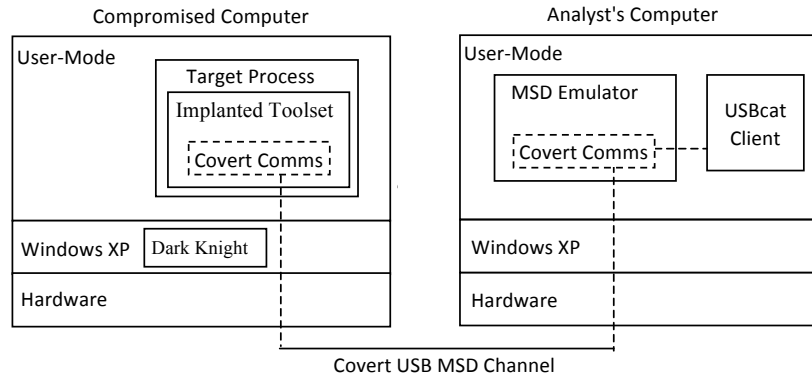 Compromised Computer
User-Mode
Target Process
Implanted Toolset
Covert Comms
Windows XP
Dark Knight
Hardware
Analyst's Computer
User-Mode
MSD Emulator
Covert Comms
USBcat
Client
Windows XP
Hardware
Covert USB MSD Channel